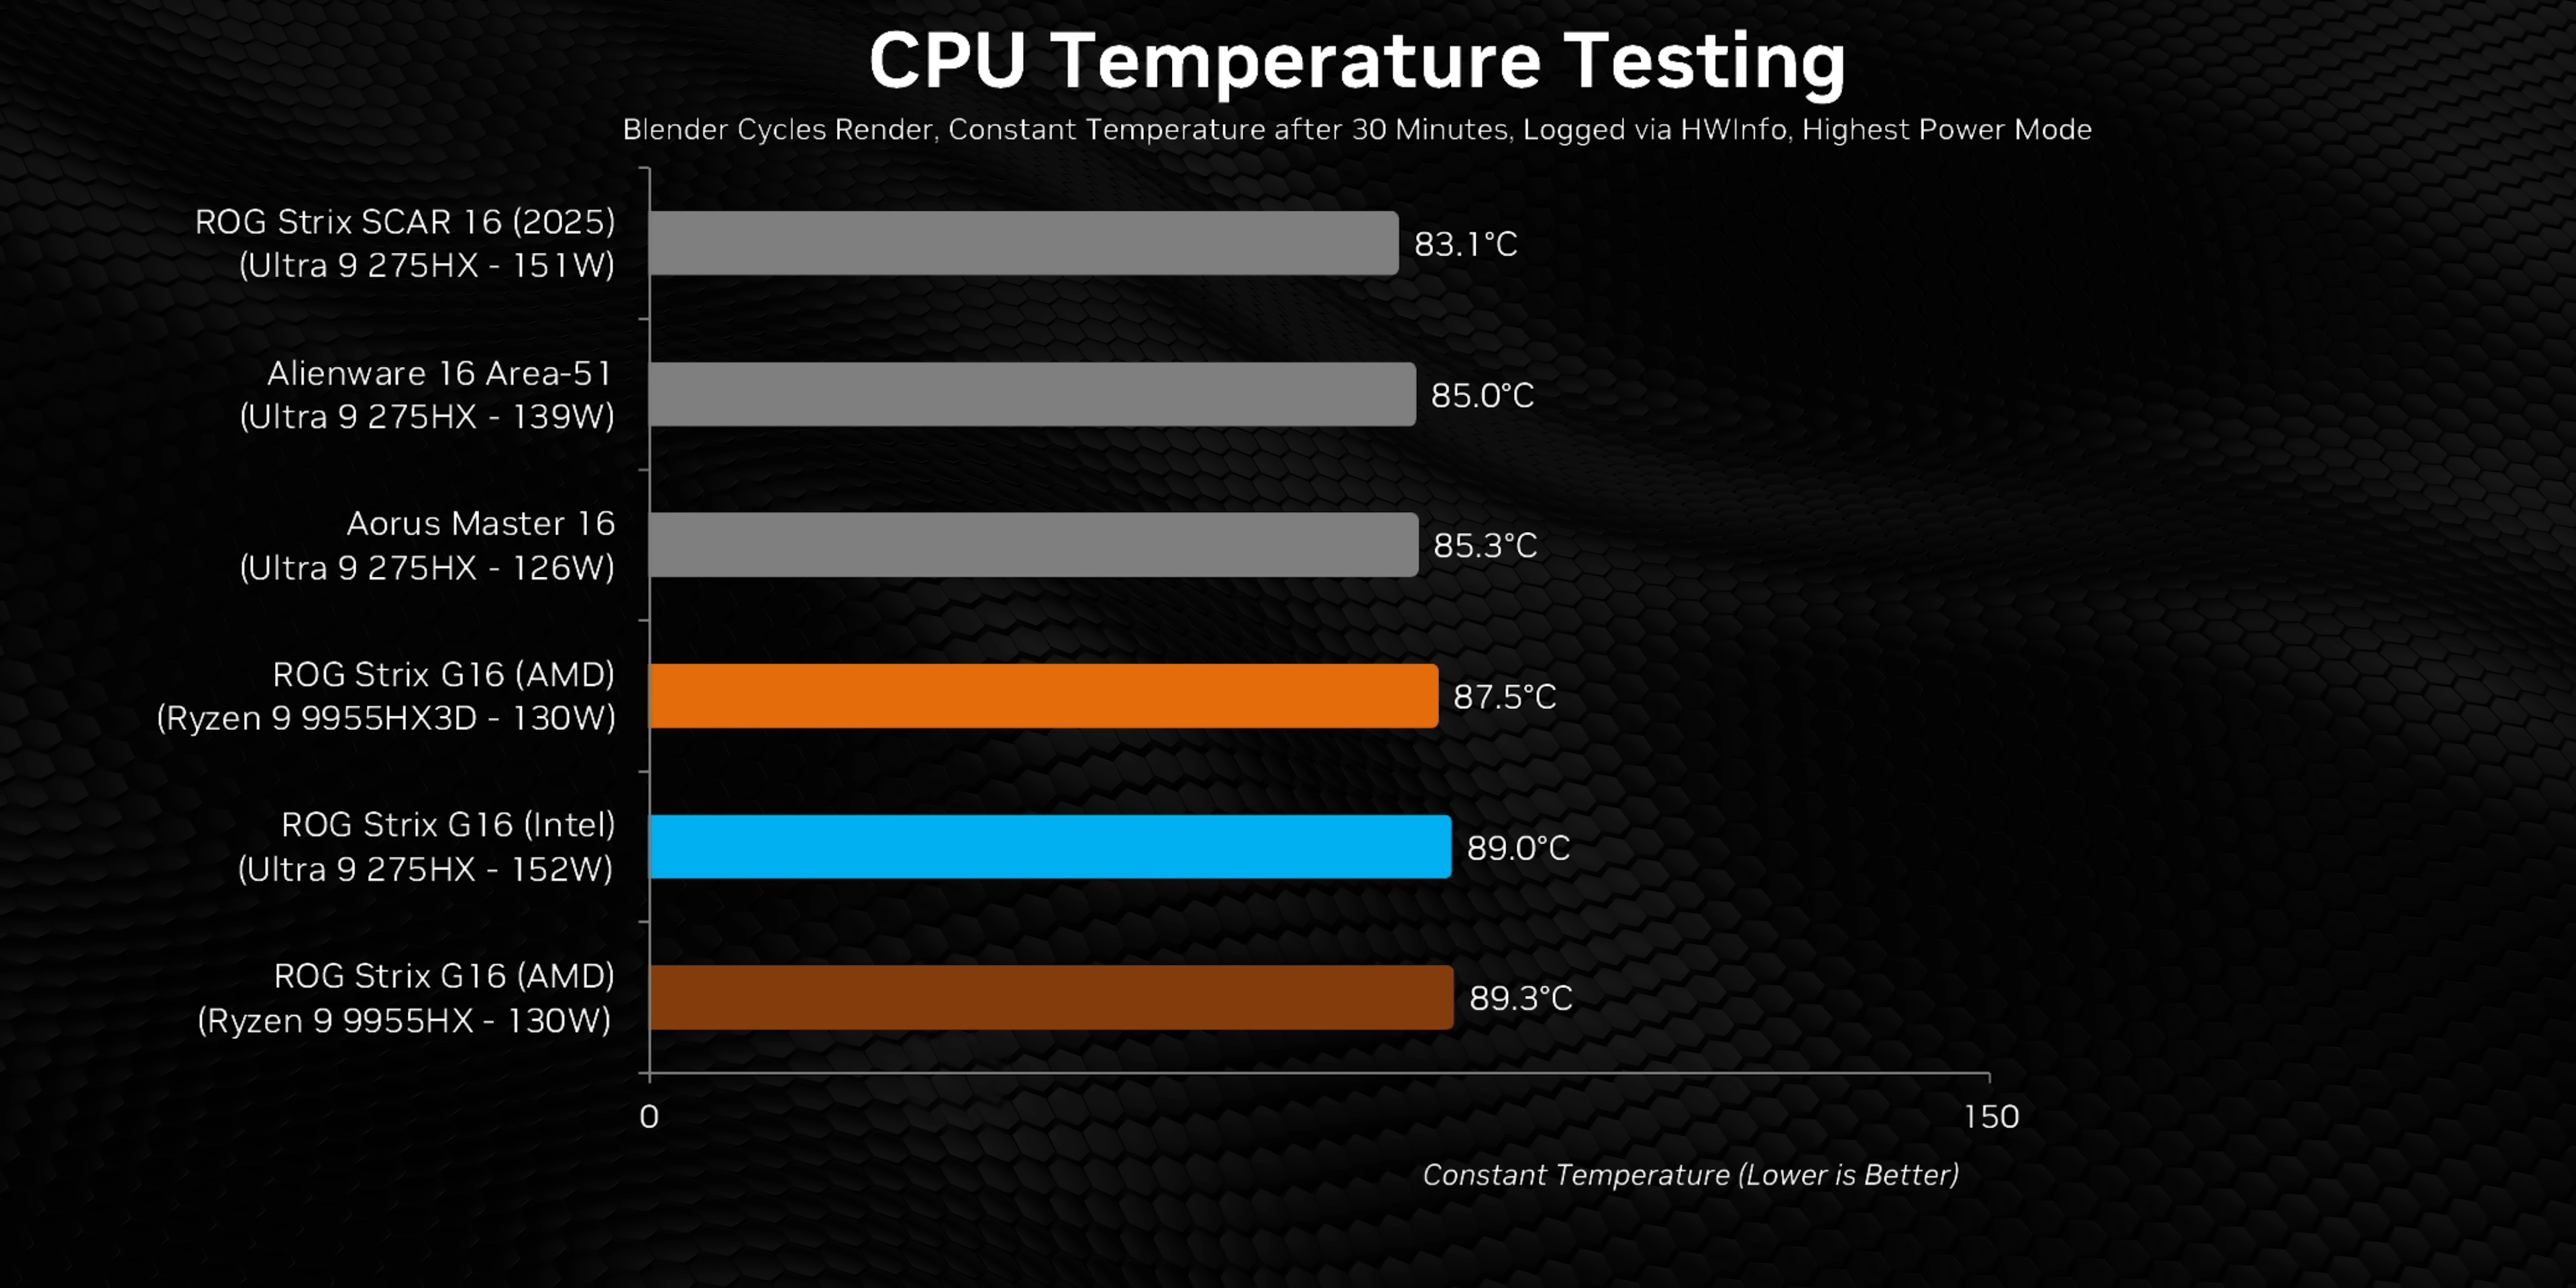 CPU Temperature Testing
Blender Cycles Render, Constant Temperature after 30 Minutes, Logged via HWInfo, Highest Power Mode
ROG Strix SCAR 16 (2025)
(Ultra 9 275HX - 151W)
83.1°C
Alienware 16 Area-51
(Ultra 9 275HX - 139W)
85.0°C
Aorus Master 16
(Ultra 9 275HX - 126W)
85.3°C
ROG Strix G16 (AMD)
(Ryzen 9 9955HX3D - 130W)
87.5°C
ROG Strix G16 (Intel)
(Ultra 9 275HX - 152W)
89.0°C
ROG Strix G16 (AMD)
(Ryzen 9 9955HX - 130W)
89.3°C
0
150
Constant Temperature (Lower is Better)